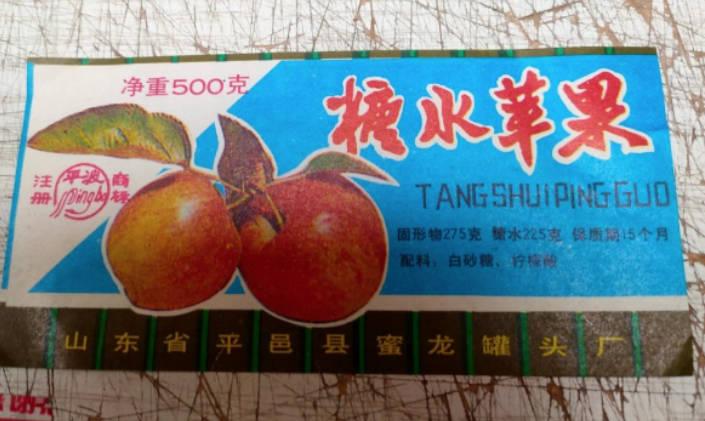 净重500克
糖水苹果
TANGSHUIPINGGUO
注册
平波
Pingbo
商标
固形物275克 糖水225克 保质期15个月
配料：白砂糖、柠檬酸
山东省平邑县蜜龙罐头厂